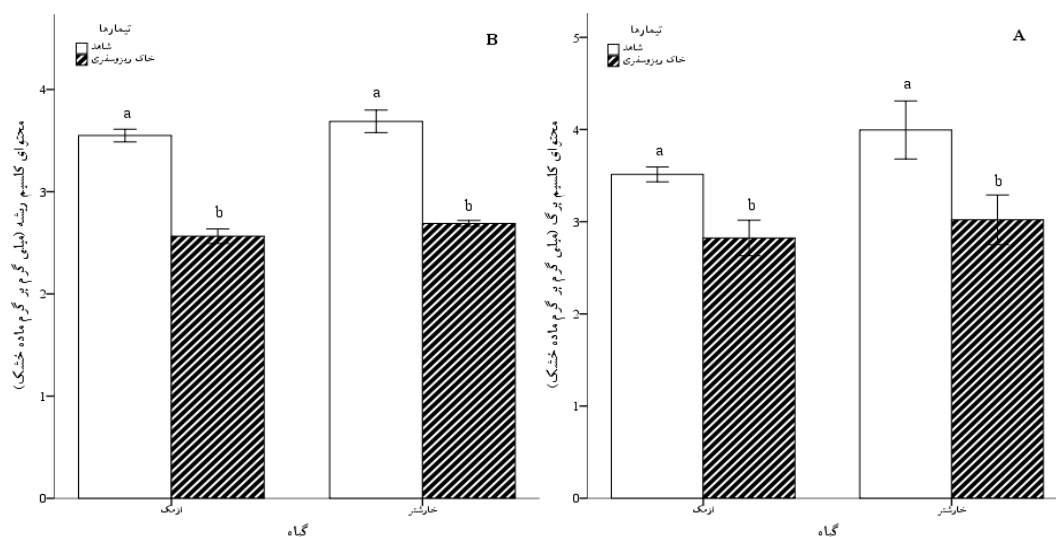 B
تیمارها
شاهد
خاک ریزوسفری
محتوای کلسیم ریشه (میلی گرم بر گرم ماده خشک)
4
3
2
1
0
a
b
a
b
ازمک
خارشتر
گیاه
A
تیمارها
شاهد
خاک ریزوسفری
محتوای کلسیم برگ (میلی گرم بر گرم ماده خشک)
5
4
3
2
1
0
a
b
a
b
ازمک
خارشتر
گیاه